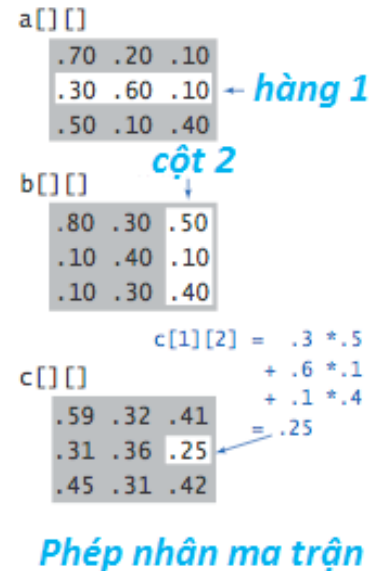 a[][]
.70 .20 .10
.30 .60 .10 ← hàng 1
.50 .10 .40
cột 2
b[][]
.80 .30 .50
.10 .40 .10
.10 .30 .40
c[1][2] = .3 *.5
+ .6 *.1
c[][]
+ .1 *.4
= .25
.59 .32 .41
.31 .36 .25
.45 .31 .42
Phép nhân ma trận